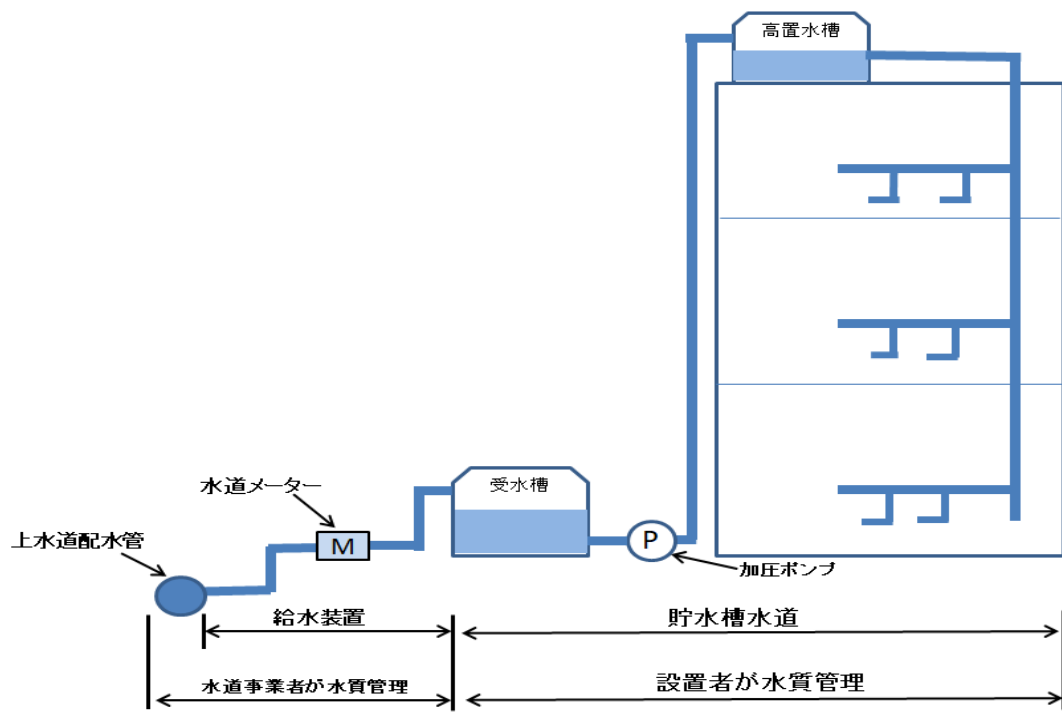 高置水槽
受水槽
水道メーター
上水道配水管
M
P
加圧ポンプ
給水装置
貯水槽水道
水道事業者が水質管理
設置者が水質管理